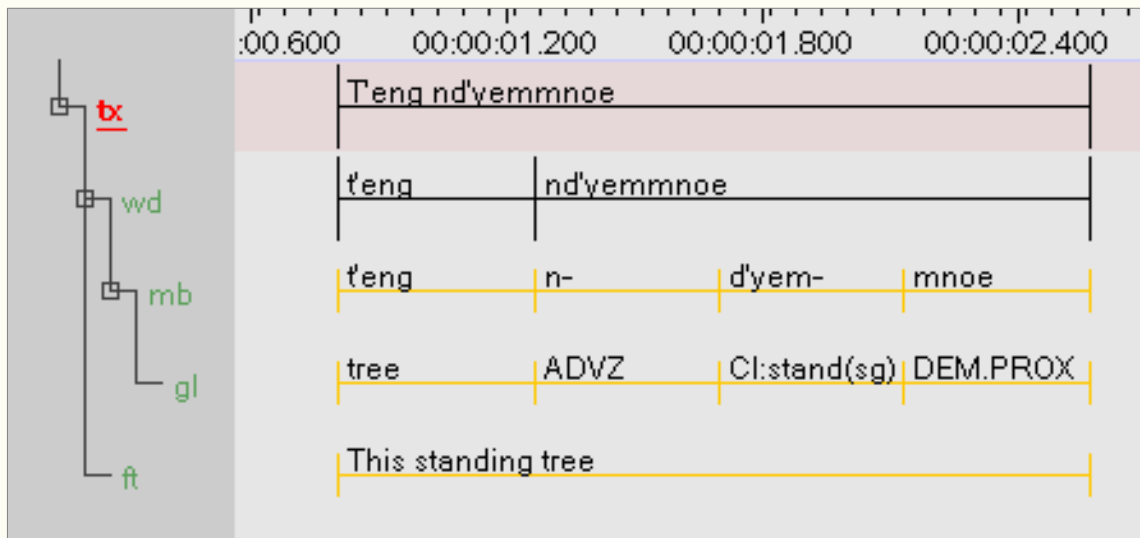 :00.600 00:00:01.200 00:00:01.800 00:00:02.400
tx T'eng nd'yemmnoe
wd t'eng nd'yemmnoe
mb t'eng n- d'yem- mnoe
gl tree ADVZ Cl:stand(sg) DEM.PROX
ft This standing tree